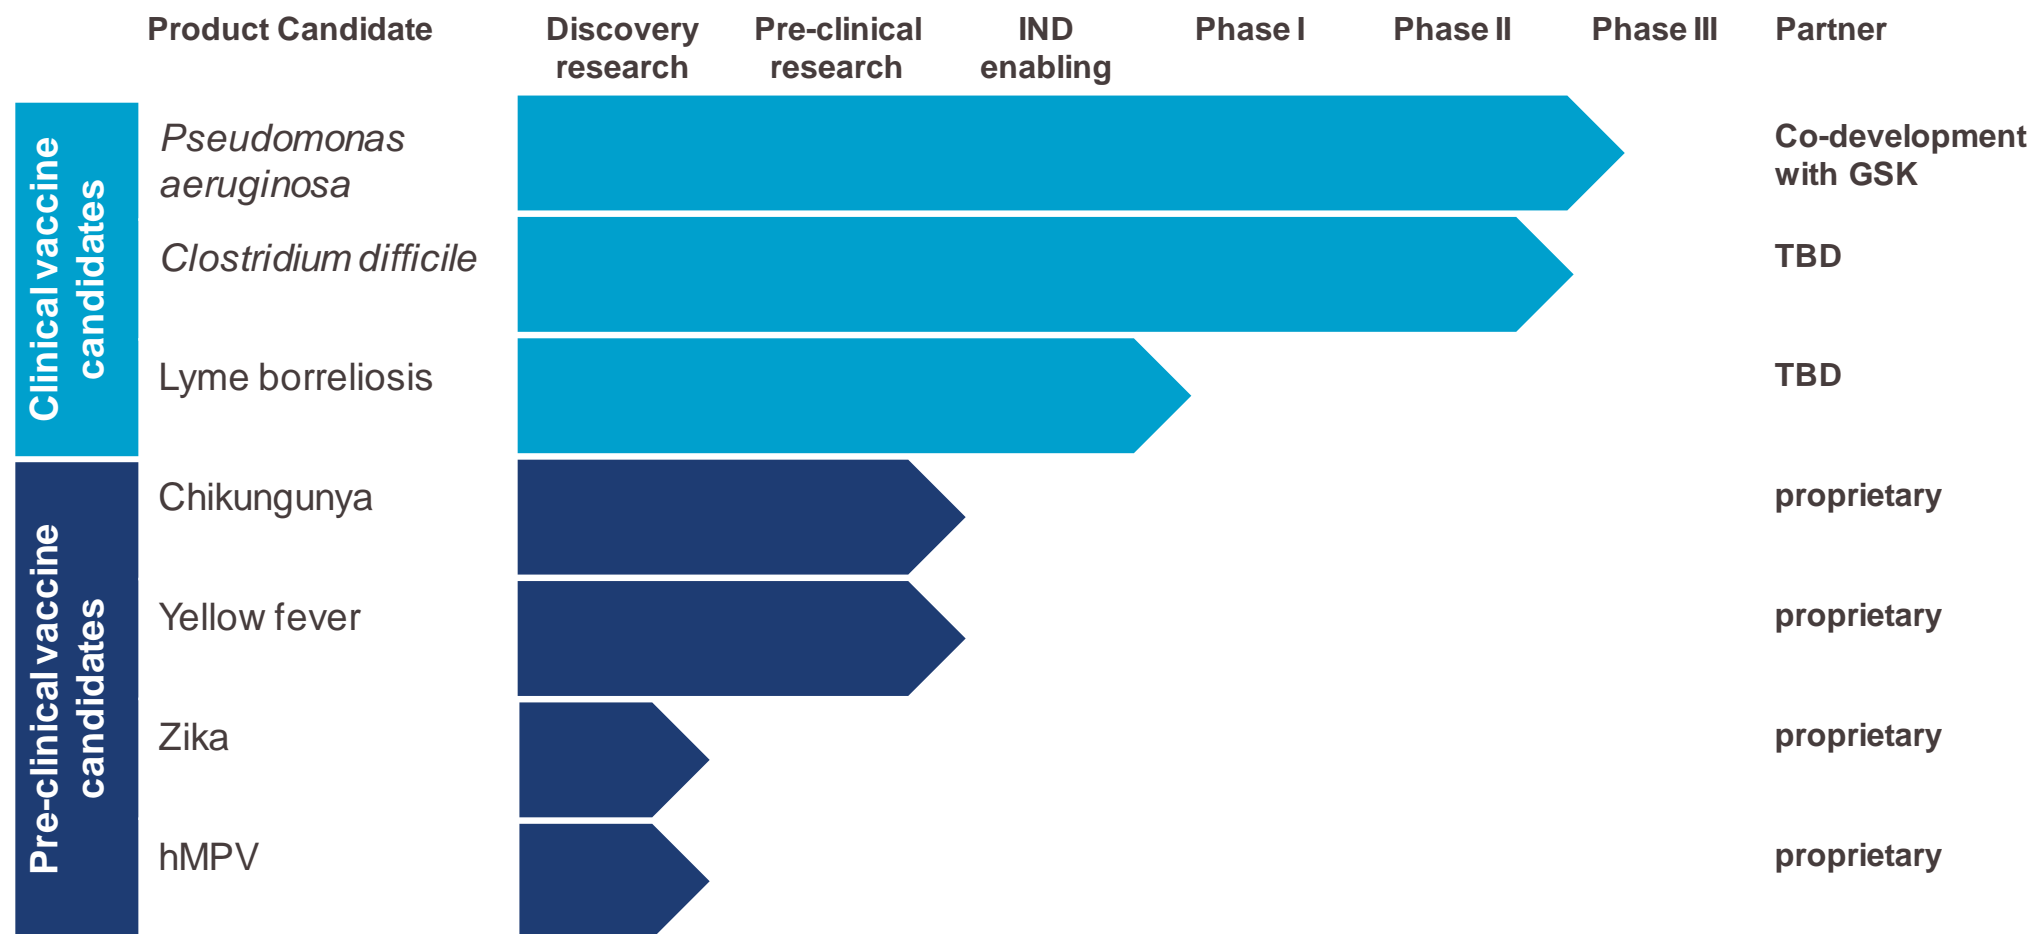 Product Candidate
Discovery
research
Pre-clinical
research
IND
enabling
Phase I
Phase II
Phase III
Partner
Clinical vaccine
candidates
Pseudomonas
aeruginosa
Co-development
with GSK
Clostridium difficile
TBD
Lyme borreliosis
TBD
Pre-clinical vaccine
candidates
Chikungunya
proprietary
Yellow fever
proprietary
Zika
proprietary
hMPV
proprietary